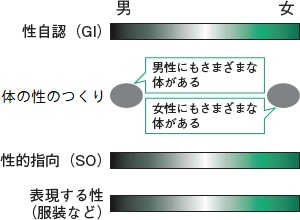 男 女
性自認（GI）
男性にもさまざまな
体がある
体の性のつくり
女性にもさまざまな
体がある
性的指向（SO）
表現する性
（服装など）